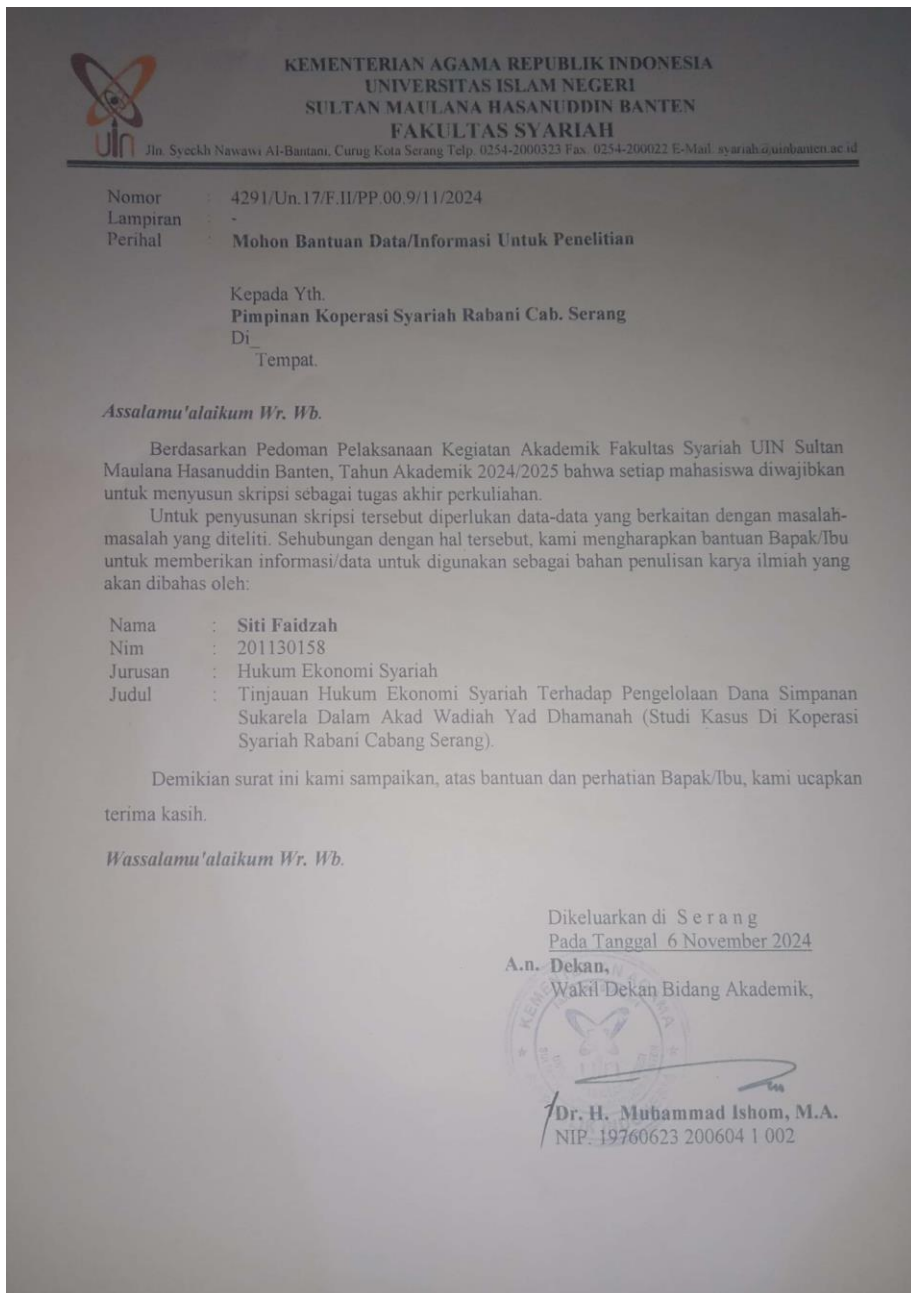 KEMENTERIAN AGAMA REPUBLIK INDONESIA
UNIVERSITAS ISLAM NEGERI
SULTAN MAULANA HASANUDDIN BANTEN
FAKULTAS SYARIAH
uin Jln. Syeckh Nawawi Al-Bantani, Curug Kota Serang Telp. 0254-2000323 Fax. 0254-200022 E-Mail. syariah@uinbanten.ac.id
Nomor : 4291/Un.17/F.II/PP.00.9/11/2024
Lampiran : -
Perihal : Mohon Bantuan Data/Informasi Untuk Penelitian
Kepada Yth.
Pimpinan Koperasi Syariah Rabani Cab. Serang
Di_
Tempat.
Assalamu'alaikum Wr. Wb.
Berdasarkan Pedoman Pelaksanaan Kegiatan Akademik Fakultas Syariah UIN Sultan
Maulana Hasanuddin Banten, Tahun Akademik 2024/2025 bahwa setiap mahasiswa diwajibkan
untuk menyusun skripsi sebagai tugas akhir perkuliahan.
Untuk penyusunan skripsi tersebut diperlukan data-data yang berkaitan dengan masalah-
masalah yang diteliti. Sehubungan dengan hal tersebut, kami mengharapkan bantuan Bapak/Ibu
untuk memberikan informasi/data untuk digunakan sebagai bahan penulisan karya ilmiah yang
akan dibahas oleh:
Nama : Siti Faidzah
Nim : 201130158
Jurusan : Hukum Ekonomi Syariah
Judul : Tinjauan Hukum Ekonomi Syariah Terhadap Pengelolaan Dana Simpanan
Sukarela Dalam Akad Wadiah Yad Dhamanah (Studi Kasus Di Koperasi
Syariah Rabani Cabang Serang).
Demikian surat ini kami sampaikan, atas bantuan dan perhatian Bapak/Ibu, kami ucapkan
terima kasih.
Wassalamu'alaikum Wr. Wb.
Dikeluarkan di S e r a n g
Pada Tanggal 6 November 2024
A.n. Dekan,
Wakil Dekan Bidang Akademik,
KEMENTERIAN AGAMA
Dr. H. Muhammad Ishom, M.A.
NIP. 19760623 200604 1 002